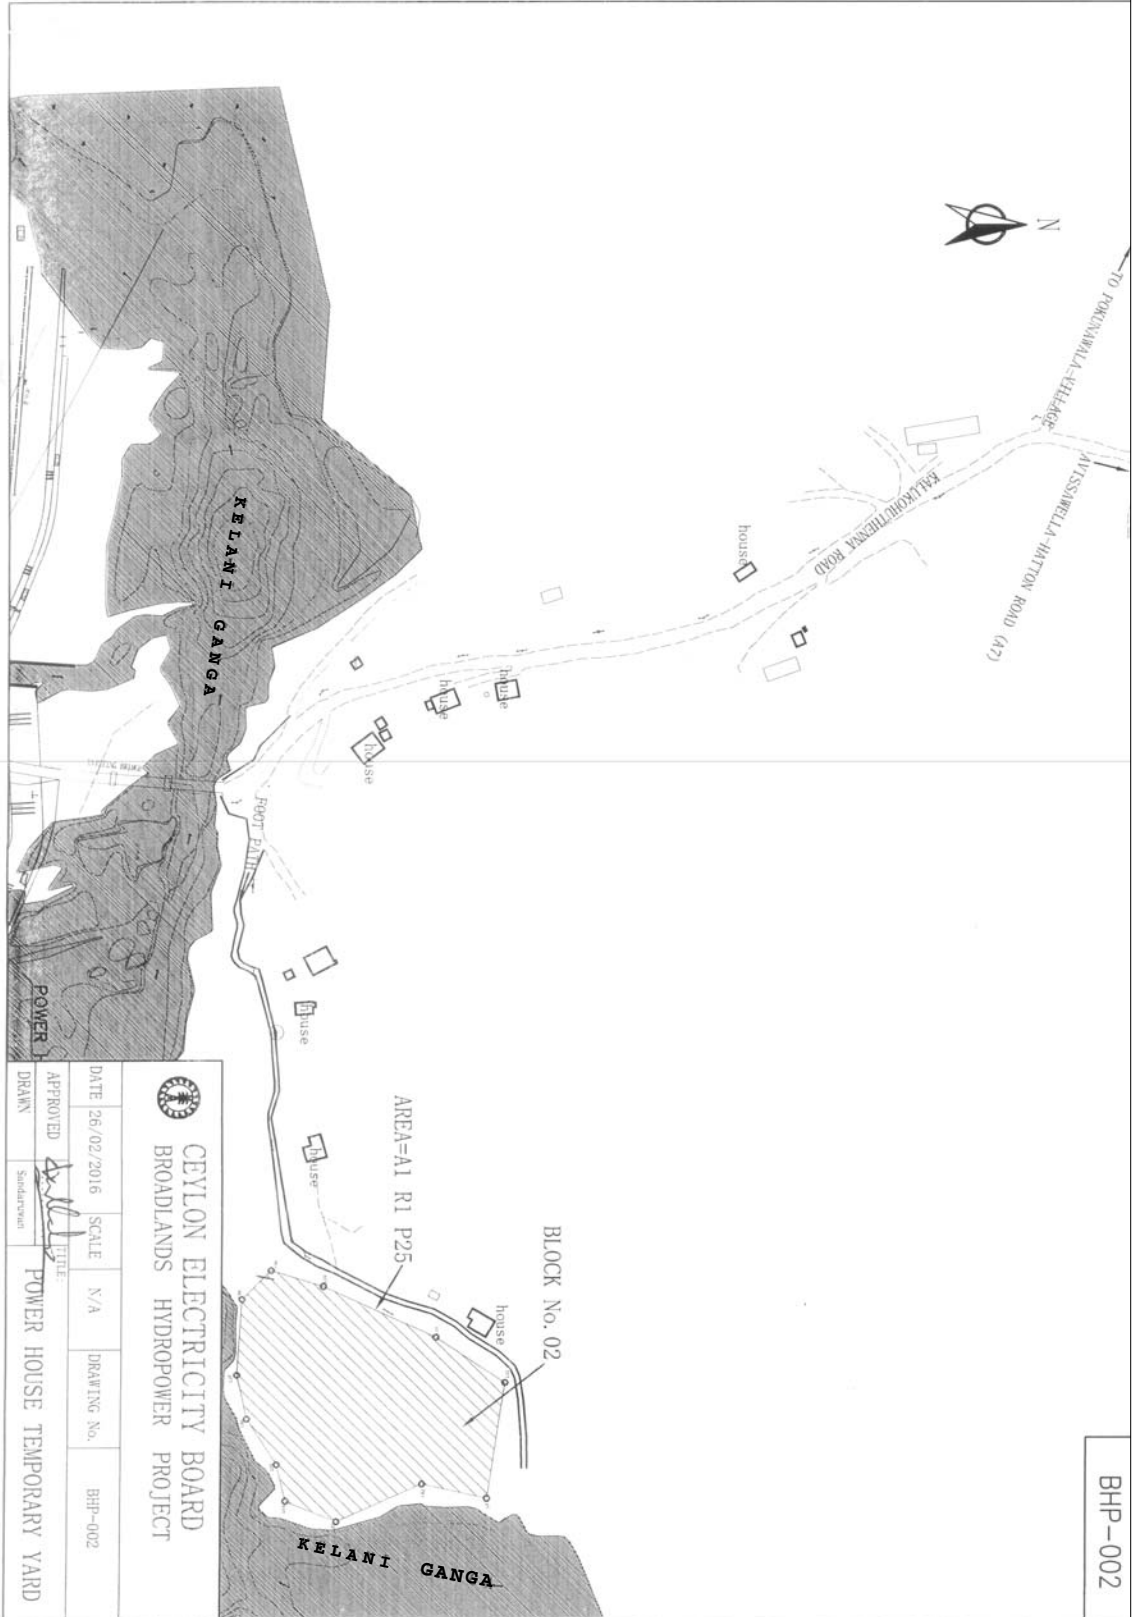 BHP-002
N
TO POKUNAWALA-VILLAGE
AVISSAWELLA-HATTON ROAD (A7)
KALUKOHUTHENNA ROAD
house
house
house
house
KELANI GANGA
FOOT PATH
house
house
house
AREA=A1 R1 P25
BLOCK No. 02
KELANI GANGA
POWER H
CEYLON ELECTRICITY BOARD
BROADLANDS HYDROPOWER PROJECT
DATE 26/02/2016 SCALE N/A DRAWING No. BHP-002
APPROVED
TITLE:
DRAWN Sandaruwan
POWER HOUSE TEMPORARY YARD